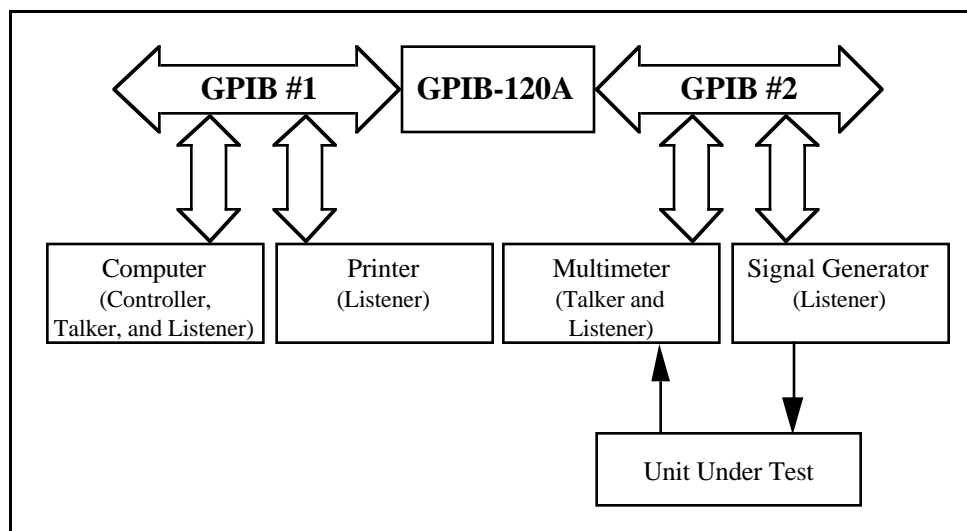 GPIB #1
GPIB-120A
GPIB #2
Computer
(Controller,
Talker, and Listener)
Printer
(Listener)
Multimeter
(Talker and
Listener)
Signal Generator
(Listener)
Unit Under Test